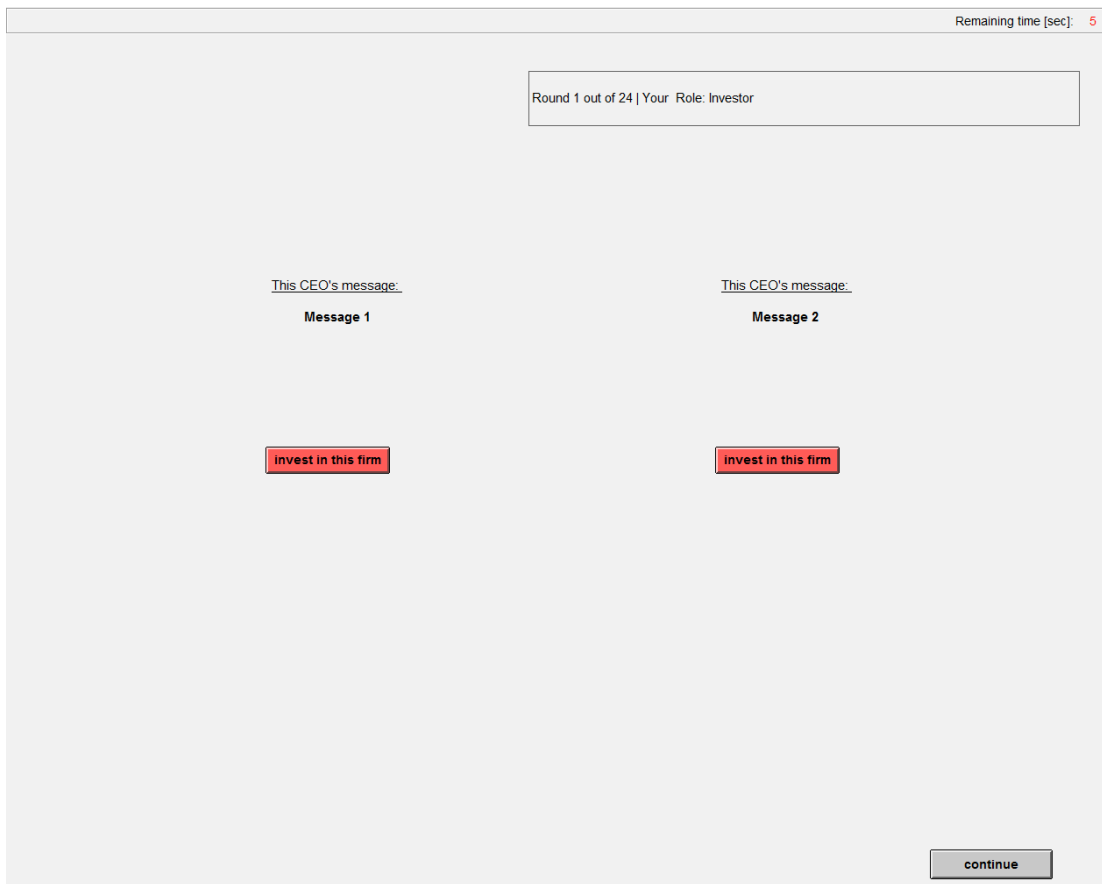 Remaining time [sec]: 5
Round 1 out of 24 | Your Role: Investor
This CEO's message:
Message 1
invest in this firm
This CEO's message:
Message 2
invest in this firm
continue